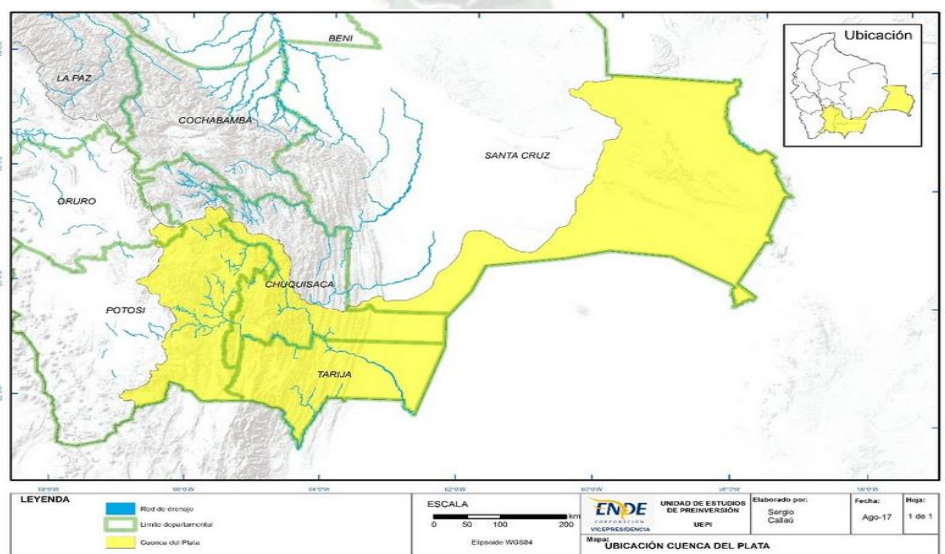 Ubicación
BENI
LA PAZ
COCHABAMBA
SANTA CRUZ
ORURO
CHUQUISACA
POTOSI
TARIJA
LEYENDA
Red de drenaje
Limite departamental
Cuenca del Plata
ESCALA
0 50 100 200 km
Elipsoide WGS84
ENDE
CORPORACIÓN
VICEPRESIDENCIA
UNIDAD DE ESTUDIOS
DE PREINVERSIÓN
UEPI
Elaborado por:
Sergio
Callaú
Fecha:
Ago-17
Hoja:
1 de 1
Mapa:
UBICACIÓN CUENCA DEL PLATA